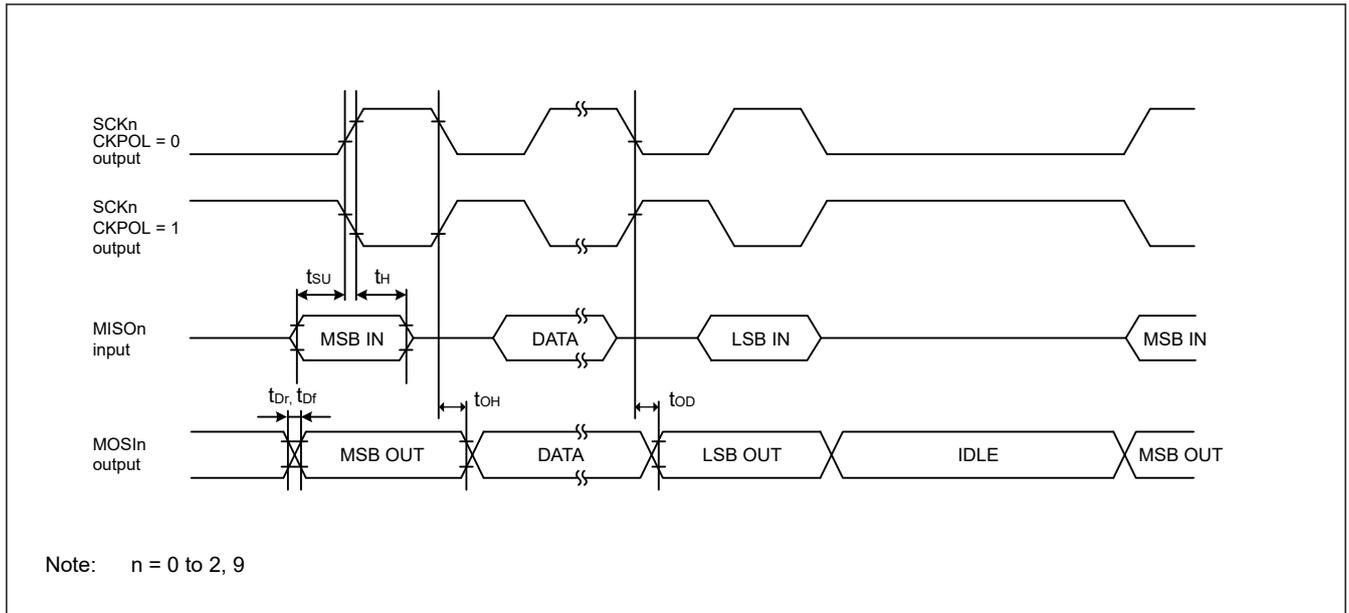 SCKn
CKPOL = 0
output
SCKn
CKPOL = 1
output
tSU
tH
MISOn
input
MSB IN
DATA
LSB IN
MSB IN
tDr, tDf
tOH
tOD
MOSIn
output
MSB OUT
DATA
LSB OUT
IDLE
MSB OUT
Note: n = 0 to 2, 9